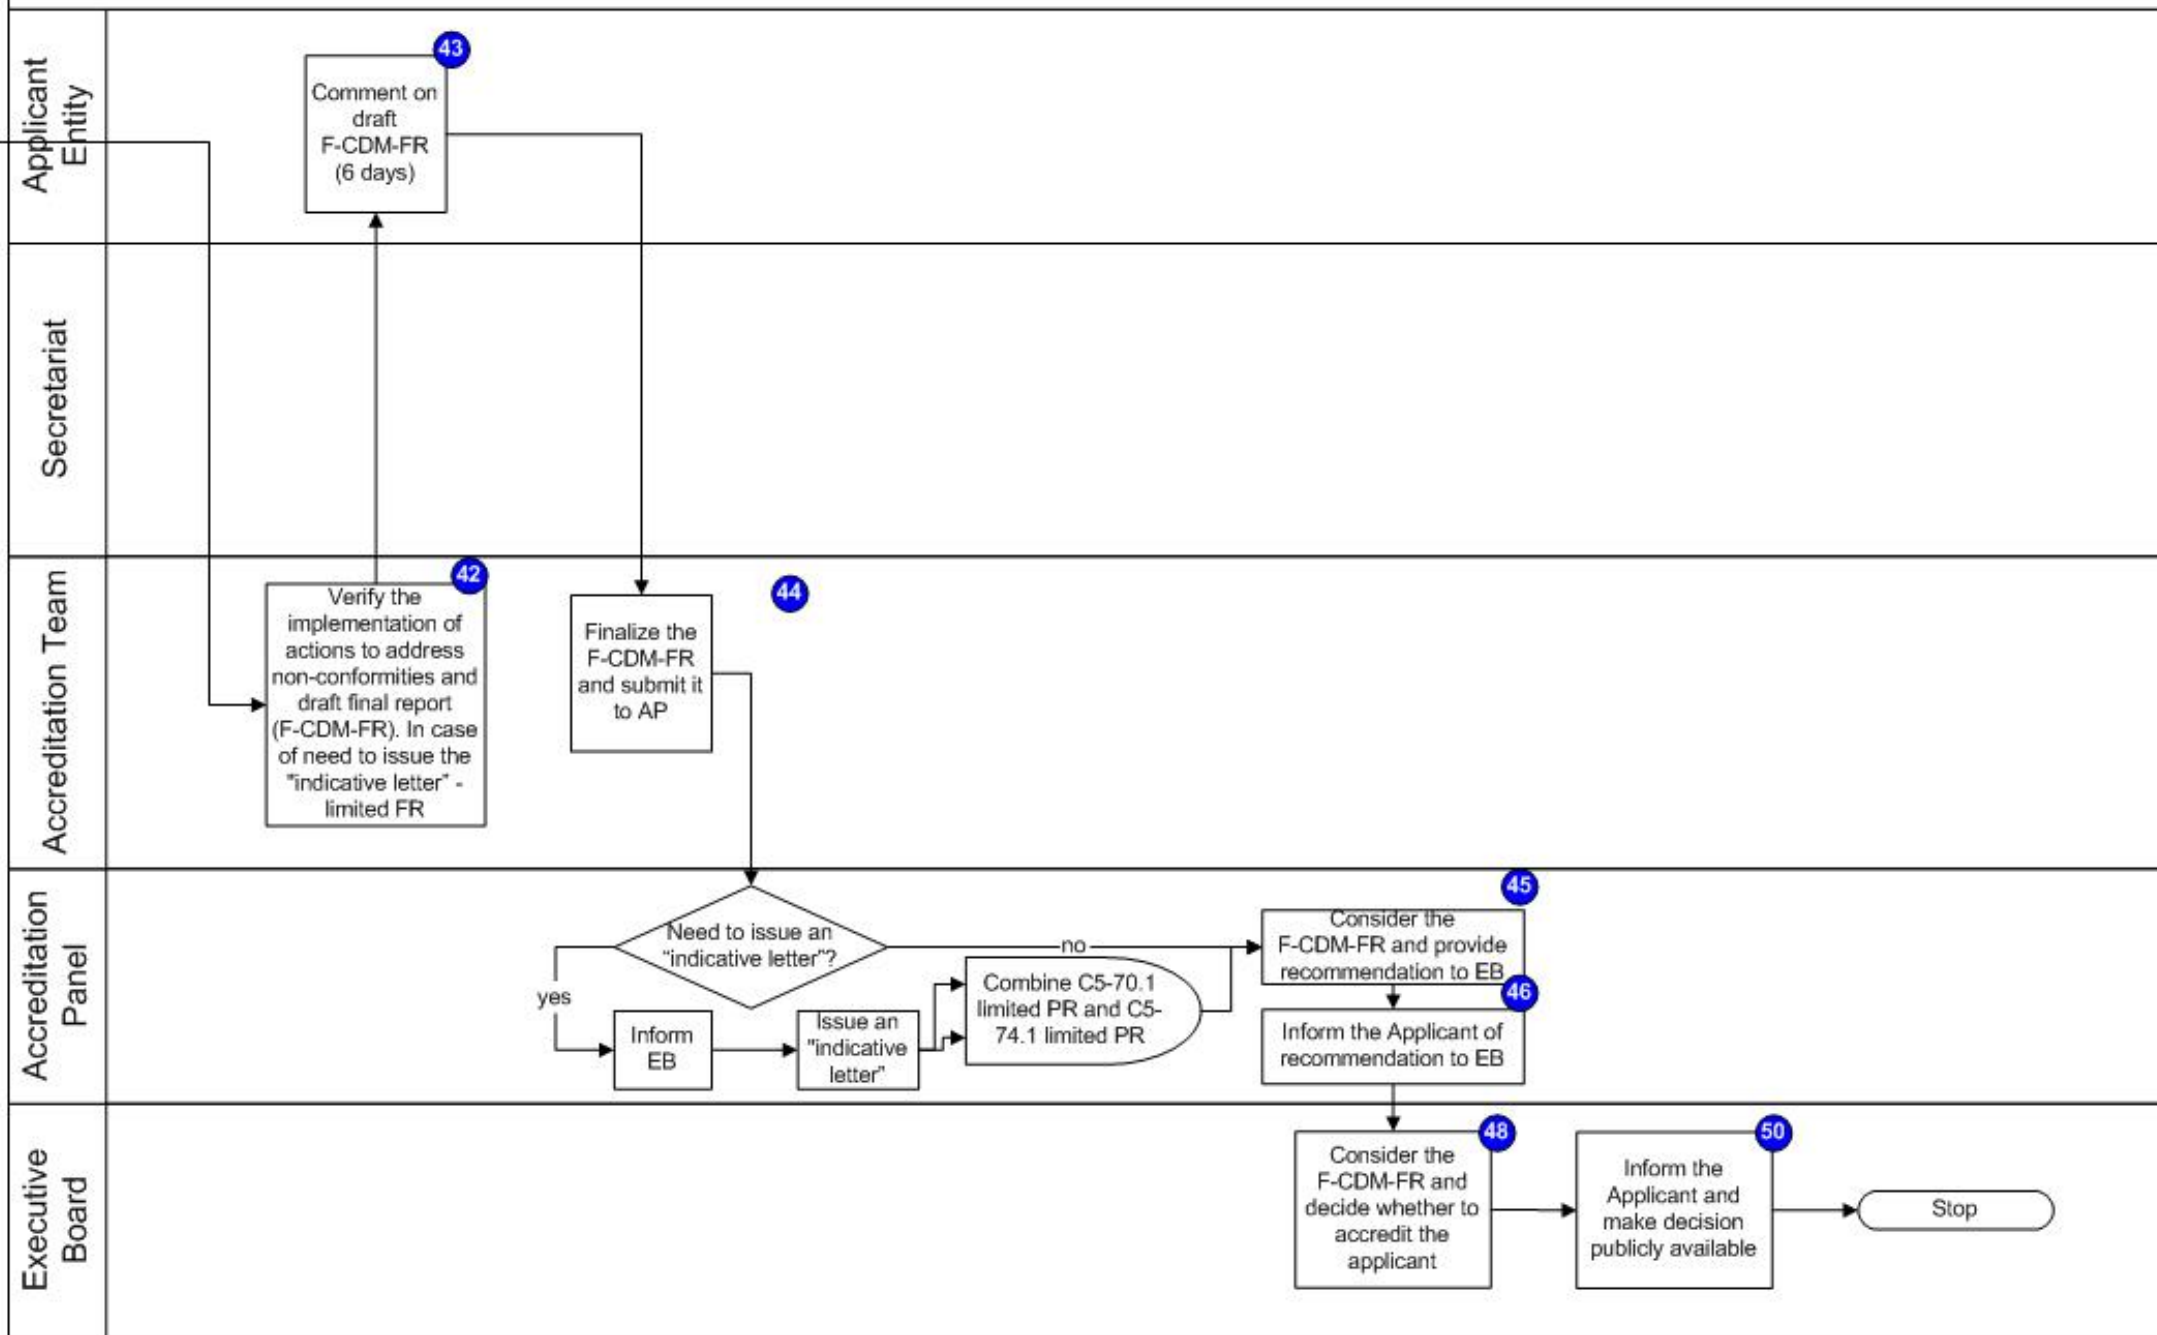 Applicant
Entity
43
Comment on
draft
F-CDM-FR
(6 days)
Secretariat
Accreditation Team
42
Verify the
implementation of
actions to address
non-conformities and
draft final report
(F-CDM-FR). In case
of need to issue the
"indicative letter" -
limited FR
44
Finalize the
F-CDM-FR
and submit it
to AP
Accreditation
Panel
Need to issue an
“indicative letter”?
no
yes
Inform
EB
Issue an
"indicative
letter"
Combine C5-70.1
limited PR and C5-
74.1 limited PR
45
Consider the
F-CDM-FR and provide
recommendation to EB
46
Inform the Applicant of
recommendation to EB
Executive
Board
48
Consider the
F-CDM-FR and
decide whether to
accredit the
applicant
50
Inform the
Applicant and
make decision
publicly available
Stop